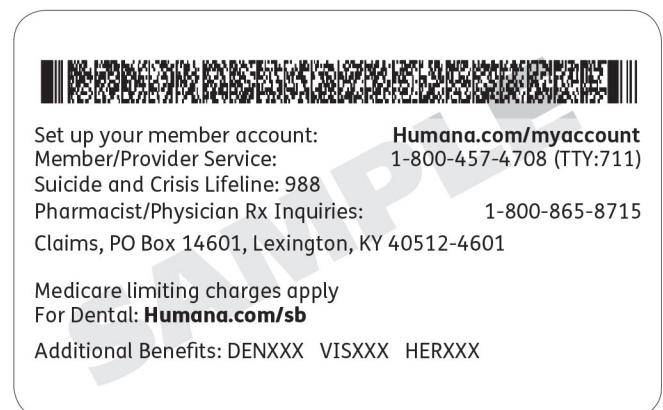 Set up your member account: Humana.com/myaccount
Member/Provider Service: 1-800-457-4708 (TTY:711)
Suicide and Crisis Lifeline: 988
Pharmacist/Physician Rx Inquiries: 1-800-865-8715
Claims, PO Box 14601, Lexington, KY 40512-4601
Medicare limiting charges apply
For Dental: Humana.com/sb
Additional Benefits: DENXXX VISXXX HERXXX
SAMPLE